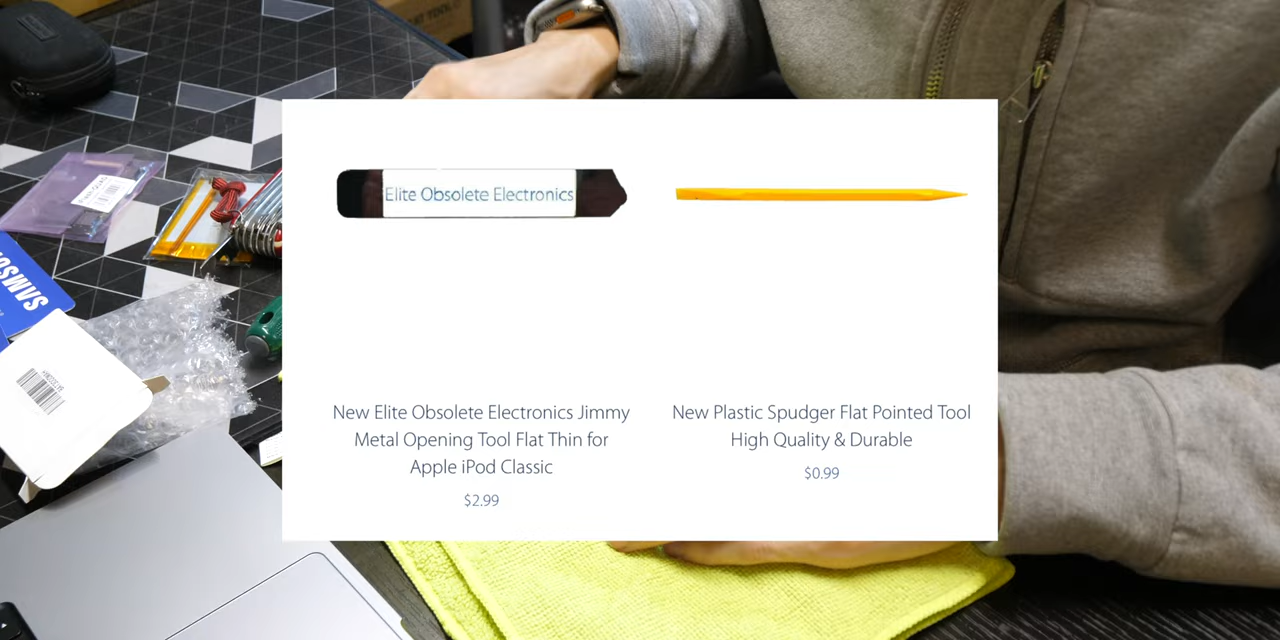 SAMSUN
Elite Obsolete Electronics
New Elite Obsolete Electronics Jimmy
Metal Opening Tool Flat Thin for
Apple iPod Classic
$2.99
New Plastic Spudger Flat Pointed Tool
High Quality & Durable
$0.99